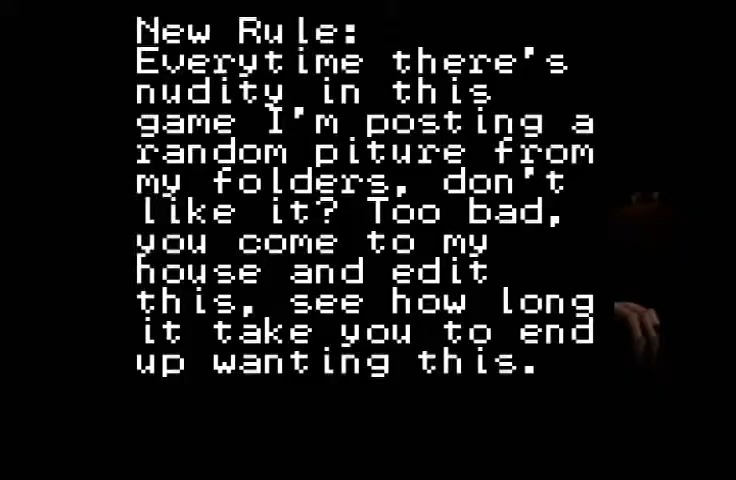 New Rule:
Everytime there's
nudity in this
game I'm posting a
random piture from
my folders, don't
like it? Too bad,
you come to my
house and edit
this, see how long
it take you to end
up wanting this.